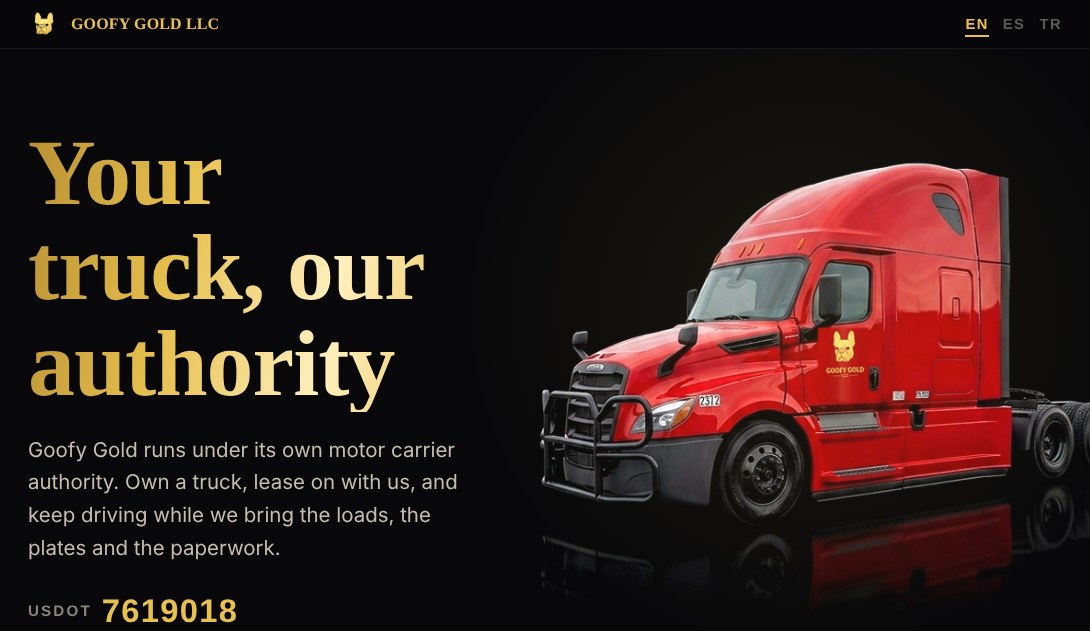 GOOFY GOLD LLC
EN ES TR
Your
truck, our
authority
Goofy Gold runs under its own motor carrier
authority. Own a truck, lease on with us, and
keep driving while we bring the loads, the
plates and the paperwork.
USDOT 7619018
GOOFY GOLD
2312